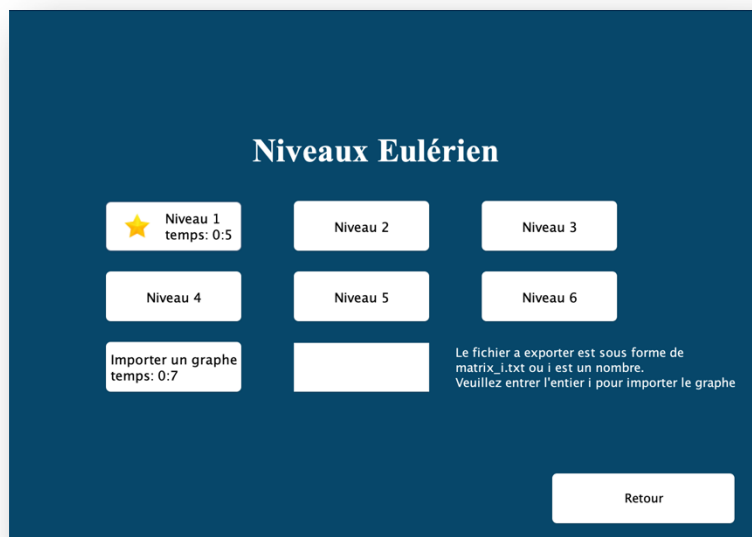 Niveaux Eulérien
Niveau 1
temps: 0:5
Niveau 2
Niveau 3
Niveau 4
Niveau 5
Niveau 6
Importer un graphe
temps: 0:7
Le fichier a exporter est sous forme de
matrix_i.txt ou i est un nombre.
Veuillez entrer l'entier i pour importer le graphe
Retour